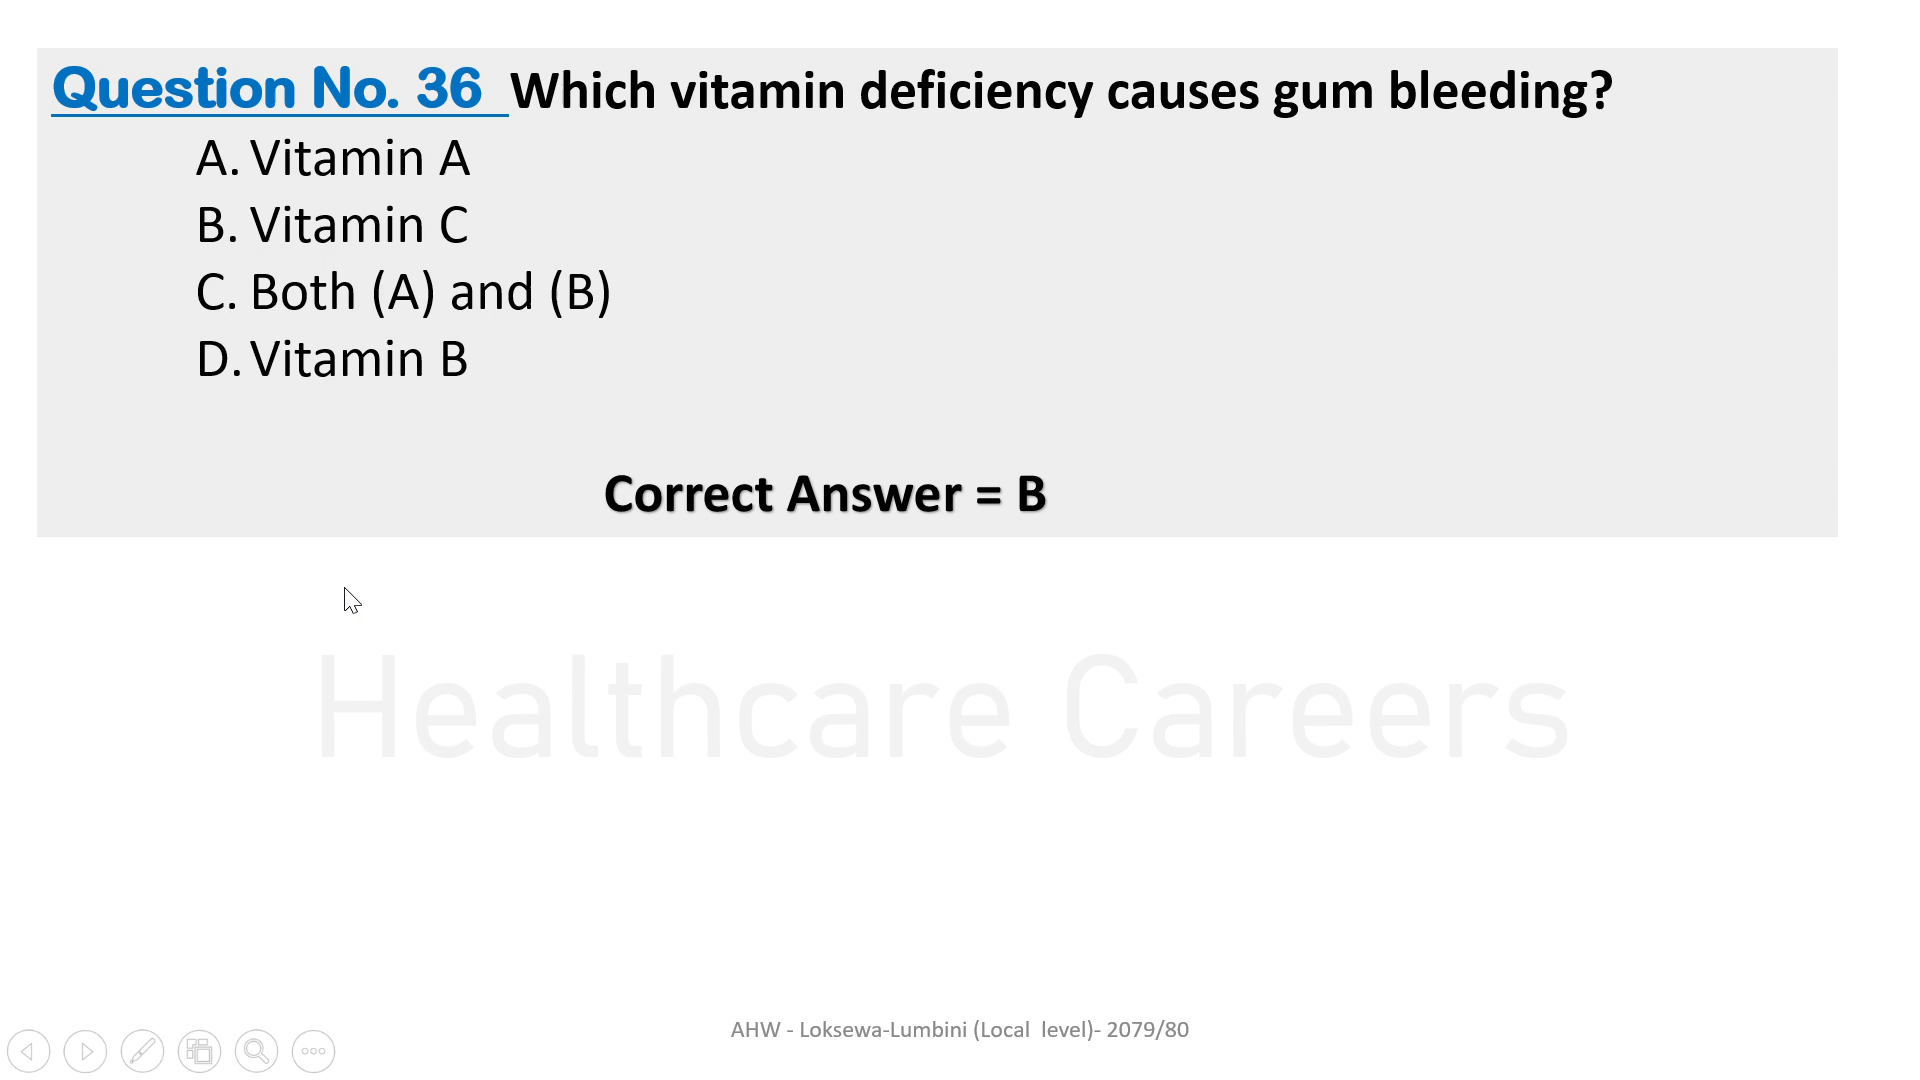 Question No. 36 Which vitamin deficiency causes gum bleeding?
A. Vitamin A
B. Vitamin C
C. Both (A) and (B)
D. Vitamin B
Correct Answer = B
Healthcare Careers
AHW - Loksewa-Lumbini (Local level)- 2079/80